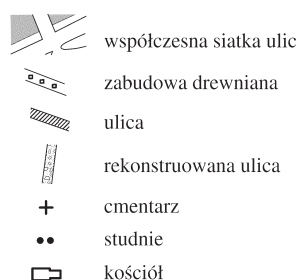 współczesna siatka ulic
zabudowa drewniana
ulica
rekonstruowana ulica
cmentarz
studnie
kościół